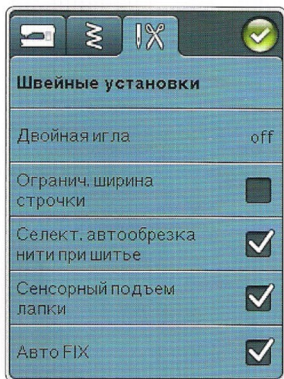 Швейные установки
Двойная игла off
Огранич. ширина
строчки
Селект. автообрезка
нити при шитье
Сенсорный подъем
лапки
Авто FIX